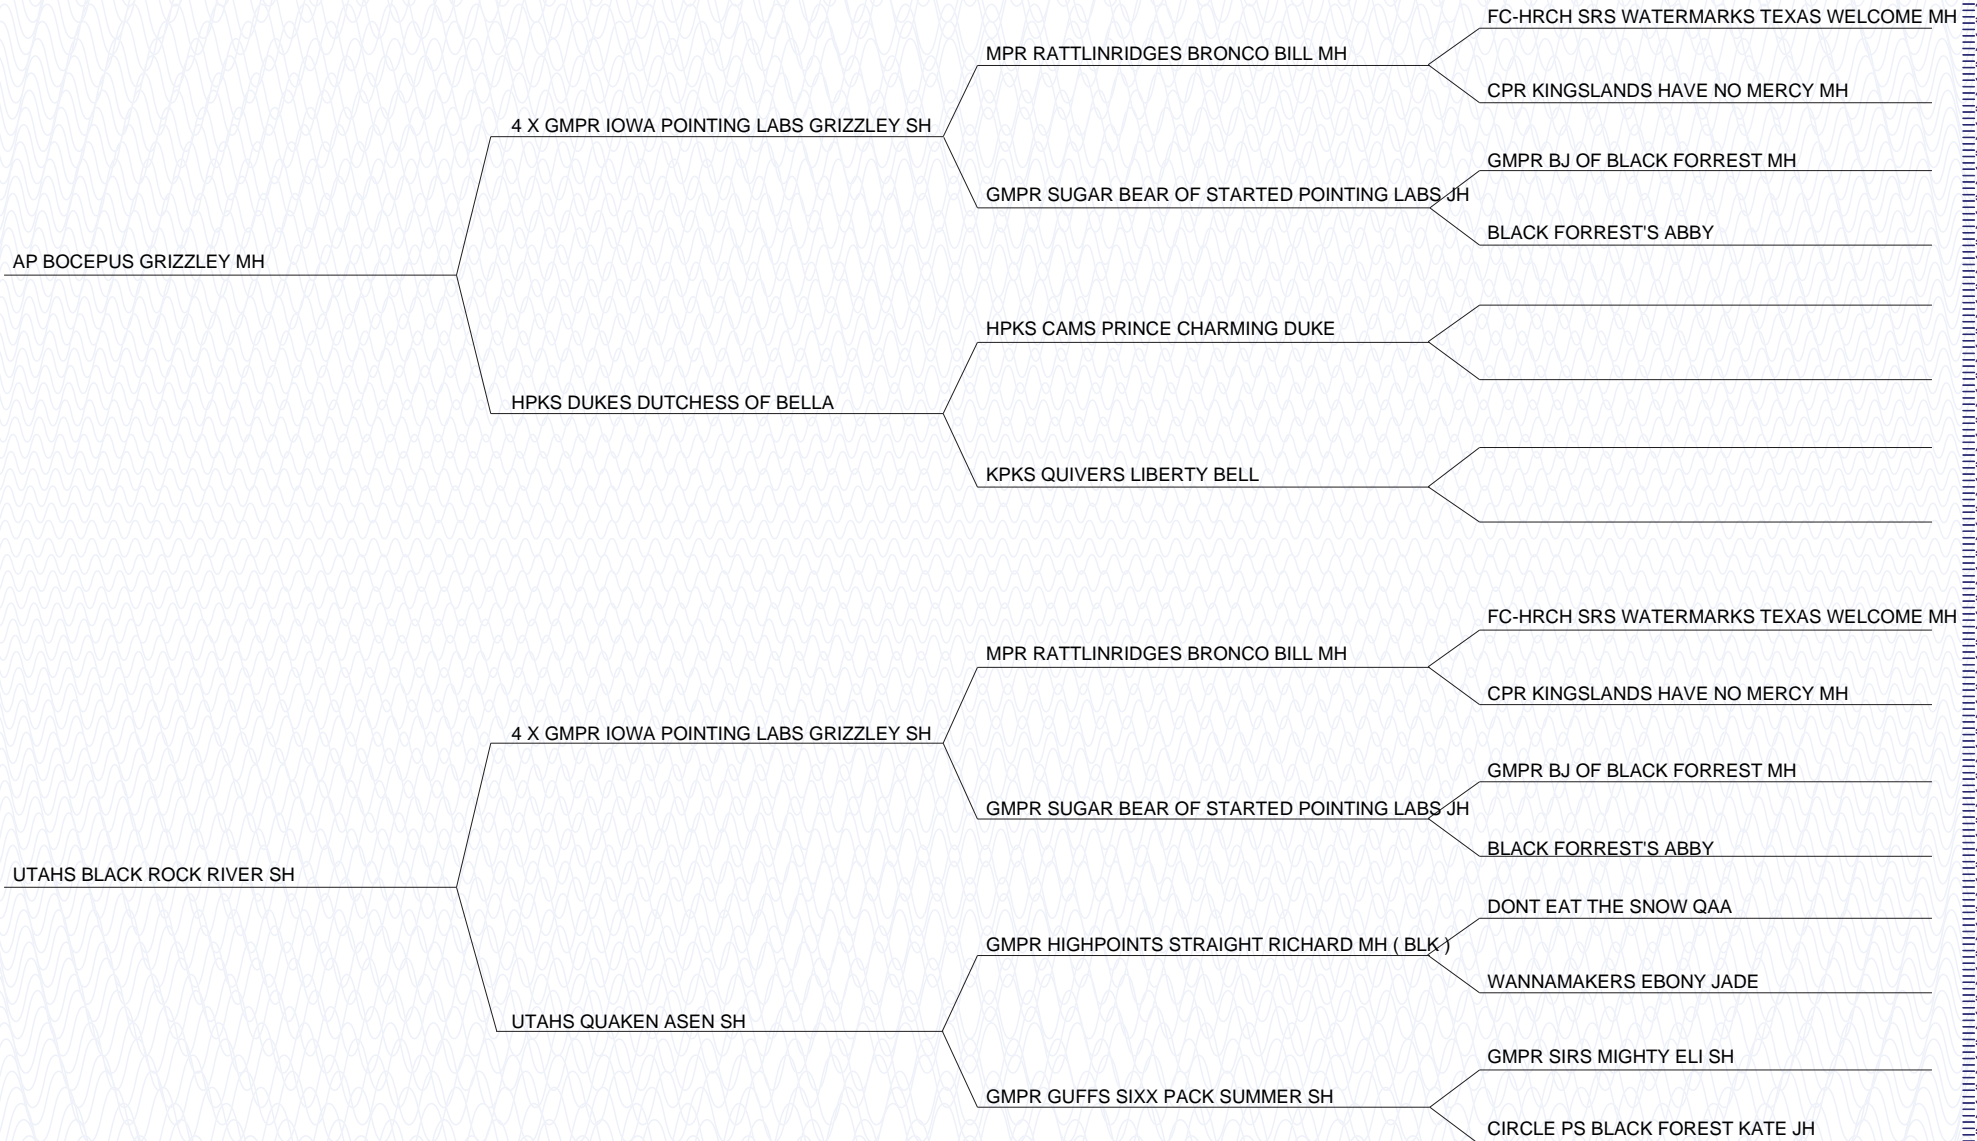 FC-HRCH SRS WATERMARKS TEXAS WELCOME MH
MPR RATTLINRIDGES BRONCO BILL MH
CPR KINGSLANDS HAVE NO MERCY MH
4 X GMPR IOWA POINTING LABS GRIZZLEY SH
GMPR BJ OF BLACK FORREST MH
GMPR SUGAR BEAR OF STARTED POINTING LABS JH
BLACK FORREST'S ABBY
AP BOCEPUS GRIZZLEY MH
HPKS CAMS PRINCE CHARMING DUKE
HPKS DUKES DUTCHESS OF BELLA
KPKS QUIVERS LIBERTY BELL
FC-HRCH SRS WATERMARKS TEXAS WELCOME MH
MPR RATTLINRIDGES BRONCO BILL MH
CPR KINGSLANDS HAVE NO MERCY MH
4 X GMPR IOWA POINTING LABS GRIZZLEY SH
GMPR BJ OF BLACK FORREST MH
GMPR SUGAR BEAR OF STARTED POINTING LABS JH
BLACK FORREST'S ABBY
UTAHS BLACK ROCK RIVER SH
DONT EAT THE SNOW QAA
GMPR HIGHPOINTS STRAIGHT RICHARD MH ( BLK )
WANNAMAKERS EBONY JADE
UTAHS QUAKEN ASEN SH
GMPR SIRS MIGHTY ELI SH
GMPR GUFFS SIXX PACK SUMMER SH
CIRCLE PS BLACK FOREST KATE JH